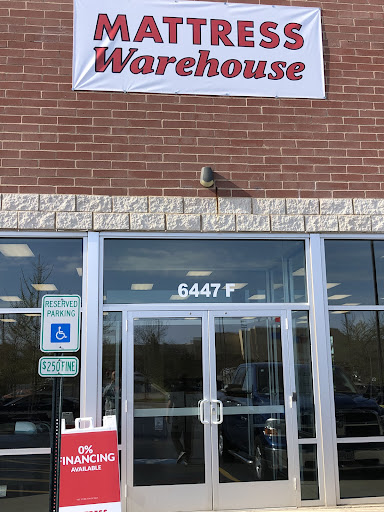 MATTRESS
Warehouse
6447 F
RESERVED
PARKING
$250 FINE
0%
FINANCING
AVAILABLE